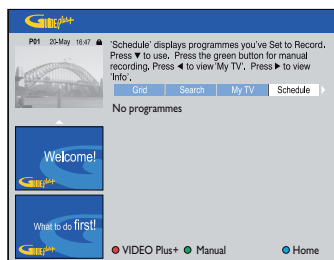 GUIDE plus+
P01 20-May 16:47
'Schedule' displays programmes you've Set to Record.
Press ▼ to use. Press the green button for manual
recording. Press ◄ to view 'My TV'. Press ► to view
'Info'.
Grid Search My TV Schedule
No programmes
Welcome!
GUIDE plus+
What to do first!
GUIDE plus+
VIDEO Plus+ Manual Home